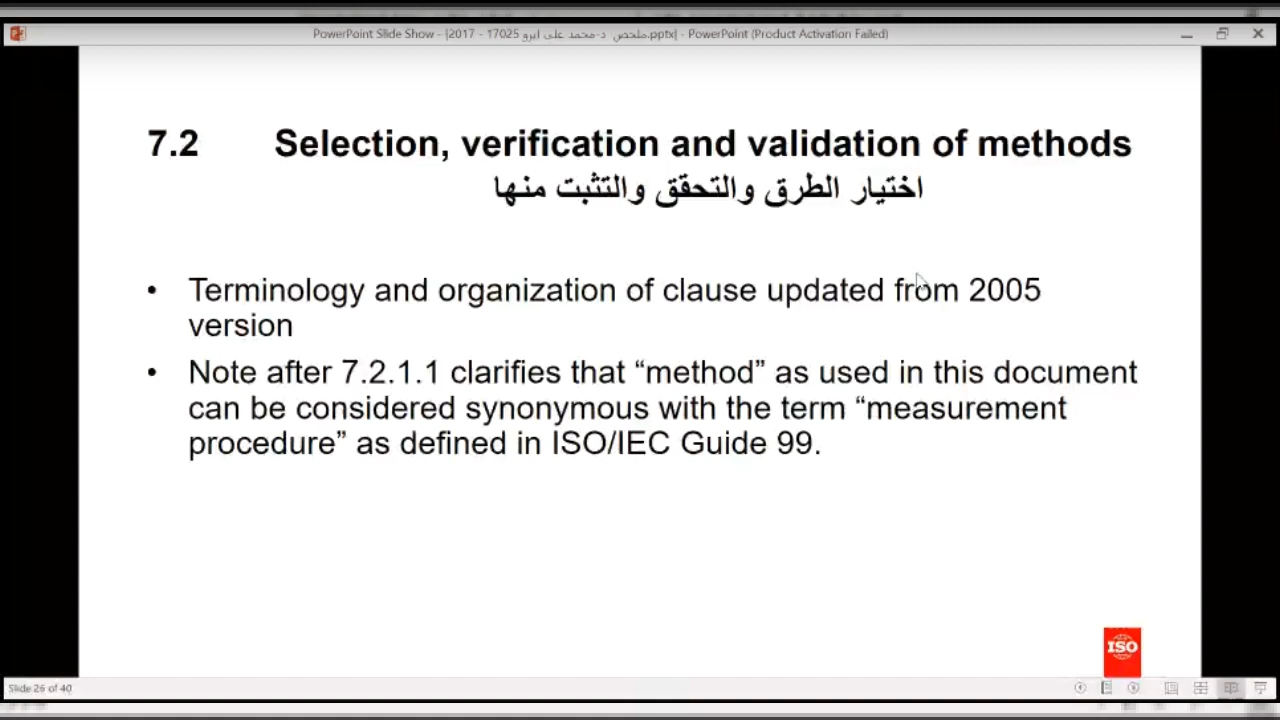 PowerPoint Slide Show - [2017 - 17025 ملخص د-محمد على ابرو.pptx] - PowerPoint (Product Activation Failed)
7.2 Selection, verification and validation of methods
اختيار الطرق والتحقق والتثبت منها
• Terminology and organization of clause updated from 2005
version
• Note after 7.2.1.1 clarifies that “method” as used in this document
can be considered synonymous with the term “measurement
procedure” as defined in ISO/IEC Guide 99.
ISO
Slide 26 of 40